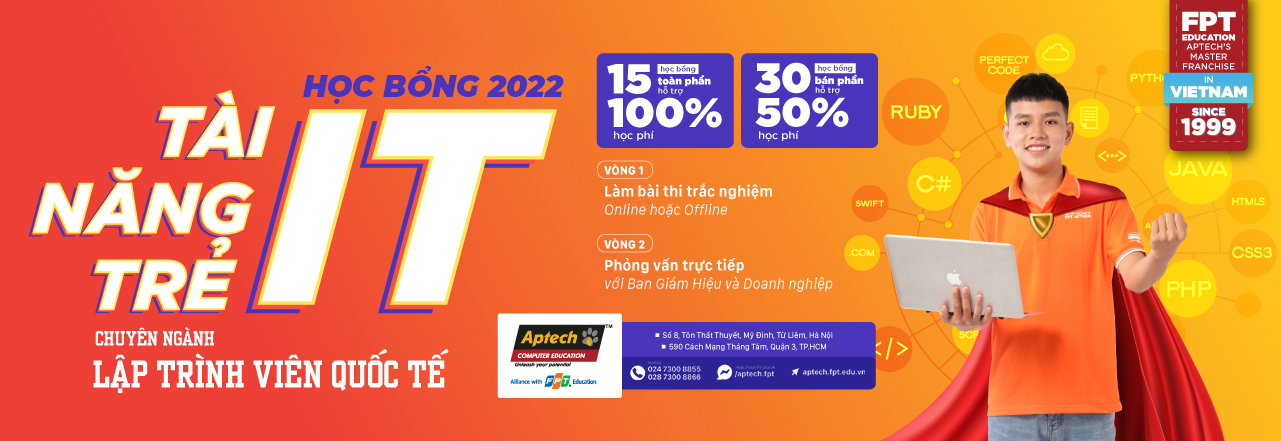 HỌC BỔNG 2022
TÀI
NĂNG
TRẺ
IT
CHUYÊN NGÀNH
LẬP TRÌNH VIÊN QUỐC TẾ
15 học bổng
toàn phần
hỗ trợ
100%
học phí
30 học bổng
bán phần
hỗ trợ
50%
học phí
VÒNG 1
Làm bài thi trắc nghiệm
Online hoặc Offline
VÒNG 2
Phỏng vấn trực tiếp
với Ban Giám Hiệu và Doanh nghiệp
Aptech TM
COMPUTER EDUCATION
Unleash your potential
Alliance with FPT Education
Số 8, Tôn Thất Thuyết, Mỹ Đình, Từ Liêm, Hà Nội
590 Cách Mạng Tháng Tám, Quận 3, TP.HCM
Hotline
024 7300 8855
028 7300 8866
/aptech.fpt
aptech.fpt.edu.vn
PERFECT
CODE
RUBY
C#
SWIFT
.COM
</>
<··>
PYTHO
JAVA
HTML5
CSS3
PHP
FPT APTECH
FPT
EDUCATION
APTECH'S
MASTER
FRANCHISE
IN
VIETNAM
SINCE
1999